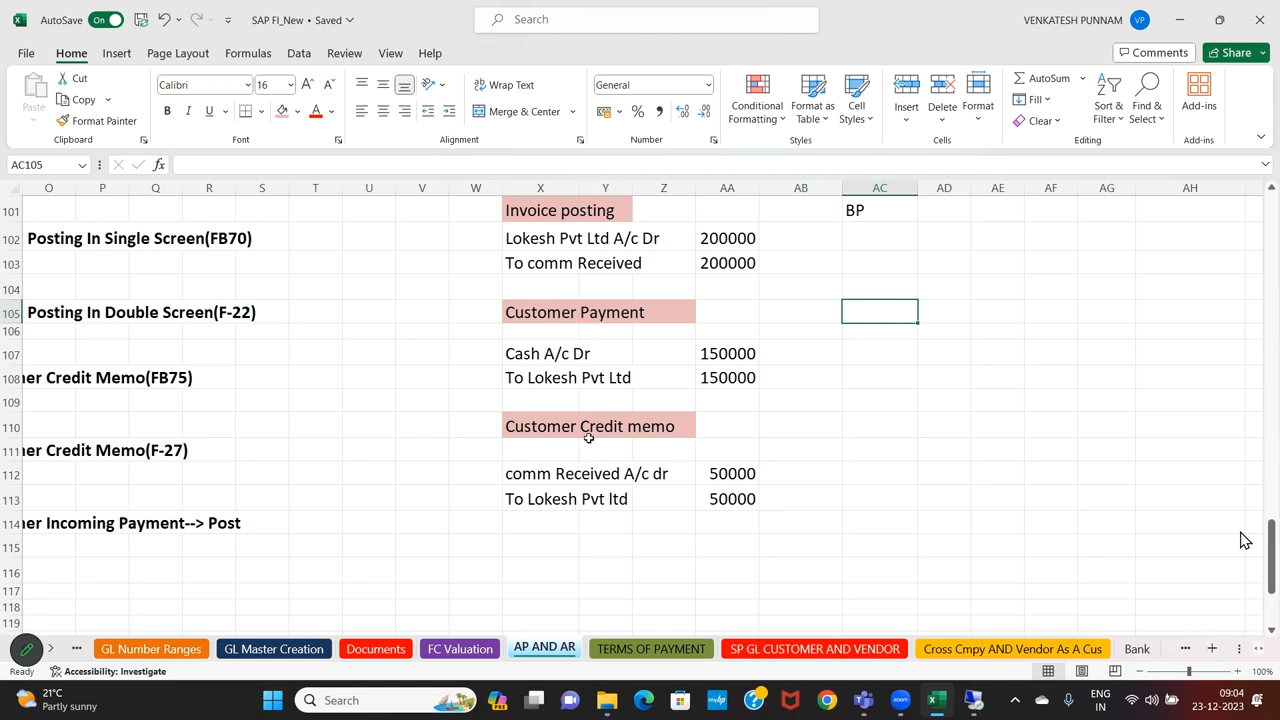 AutoSave On SAP FI_New • Saved Search VENKATESH PUNNAM VP
File Home Insert Page Layout Formulas Data Review View Help Comments Share
Paste Cut Copy Format Painter Clipboard
Calibri 16 A A B I U A Font
Wrap Text Merge & Center Alignment
General % , Number
Conditional Formatting Format as Table Cell Styles Styles
Insert Delete Format Cells
AutoSum Fill Clear Sort & Filter Find & Select Editing
Add-ins Add-ins
AC105 fx
O P Q R S T U V W X Y Z AA AB AC AD AE AF AG AH
101 Invoice posting BP
102 Posting In Single Screen(FB70) Lokesh Pvt Ltd A/c Dr 200000
103 To comm Received 200000
104
105 Posting In Double Screen(F-22) Customer Payment
106
107 Cash A/c Dr 150000
108 er Credit Memo(FB75) To Lokesh Pvt Ltd 150000
109
110 Customer Credit memo
111 er Credit Memo(F-27)
112 comm Received A/c dr 50000
113 To Lokesh Pvt ltd 50000
114 er Incoming Payment--> Post
115
116
117
118
119
GL Number Ranges GL Master Creation Documents FC Valuation AP AND AR TERMS OF PAYMENT SP GL CUSTOMER AND VENDOR Cross Cmpy AND Vendor As A Cus Bank
Ready Accessibility: Investigate 100%
21°C Partly sunny Search ENG IN 09:04 23-12-2023